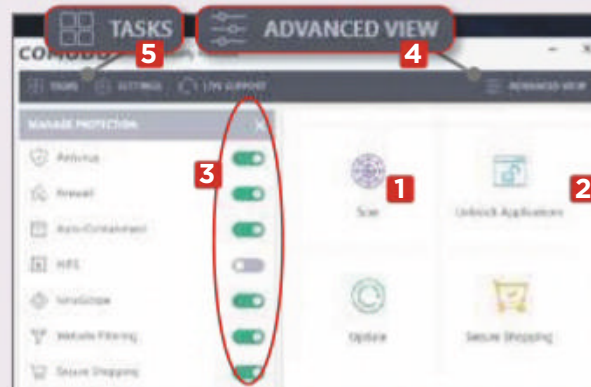 TASKS
ADVANCED VIEW
5
4
COMODO
TASKS
SETTINGS
LIVE SUPPORT
ADVANCED VIEW
MANAGE PROTECTION
Antivirus
3
Firewall
Auto-Containment
HIPS
VirusScope
Website Filtering
Secure Shopping
1
Scan
2
Unblock Applications
Update
Secure Shopping